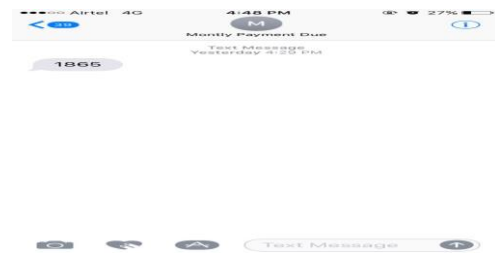 Airtel 4G 4:48 PM 27%
39
M
Montly Payment Due
Text Message
Yesterday 4:29 PM
1865
Text Message